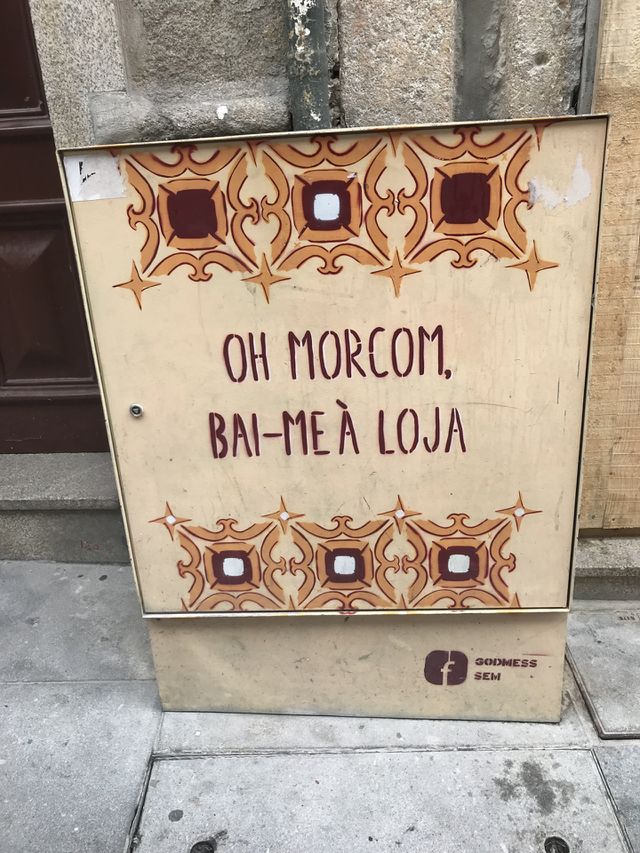 OH MORCOM,
BAI-ME À LOJA
f GODMESS
SEM